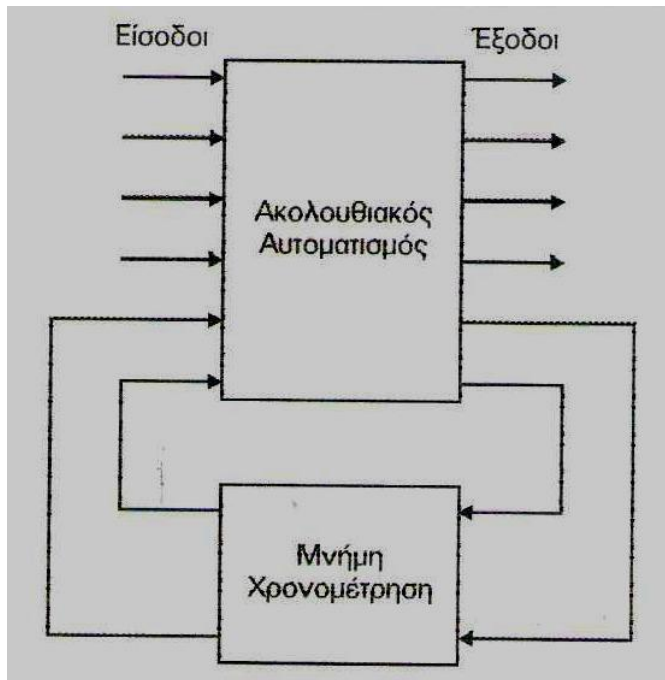 Είσοδοι
Έξοδοι
Ακολουθιακός
Αυτοματισμός
Μνήμη
Χρονομέτρηση